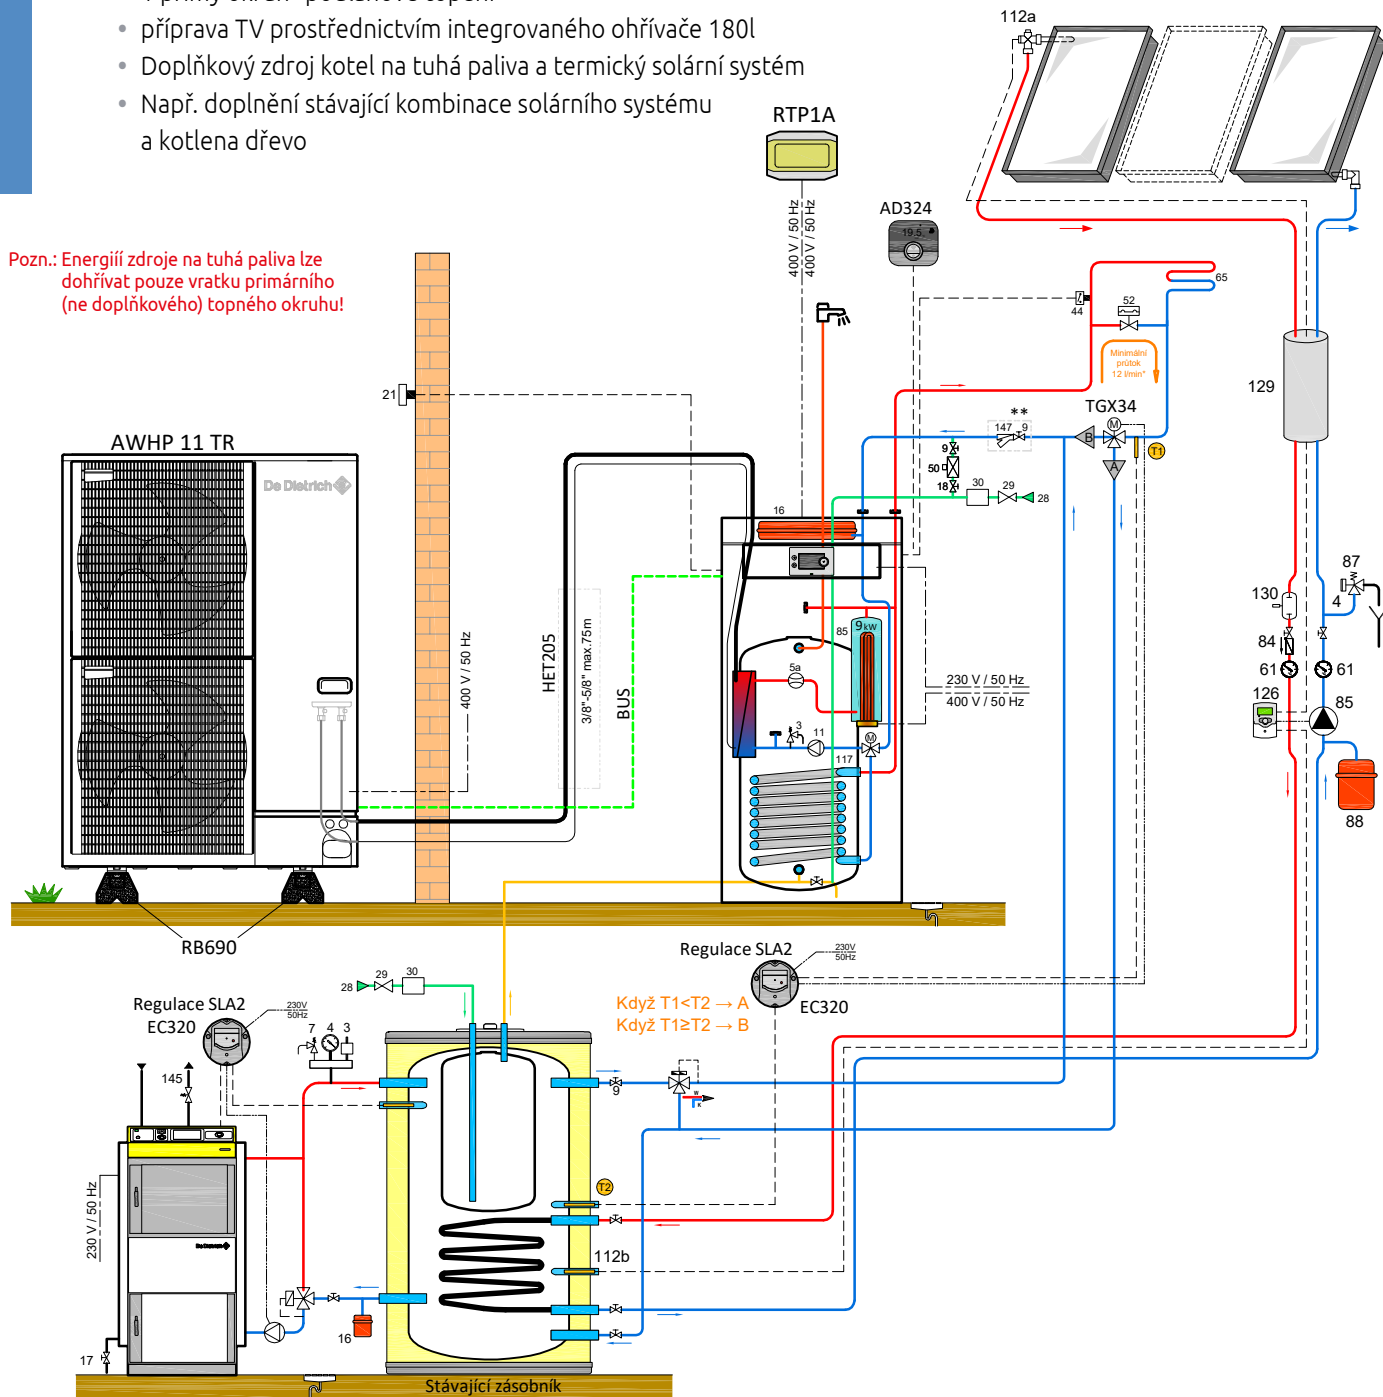 • příprava TV prostřednictvím integrovaného ohřívače 180l
• Doplňkový zdroj kotel na tuhá paliva a termický solární systém
• Např. doplnění stávající kombinace solárního systému
a kotlena dřevo
112a
RTP1A
400 V / 50 Hz
400 V / 50 Hz
AD324
19.5
Pozn.: Energiíí zdroje na tuhá paliva lze
dohřívat pouze vratku primárního
(ne doplňkového) topného okruhu!
65
44
52
Minimální
průtok
12 l/min*
129
21
TGX34
M
**
147
9
B
T1
A
AWHP 11 TR
De Dietrich
9
50
18
30
29
28
16
87
130
4
84
61
61
126
85
88
HET205
3/8"-5/8" max.75m
BUS
400 V / 50 Hz
85
9 kW
5a
3
11
M
117
230 V / 50 Hz
400 V / 50 Hz
RB690
Regulace SLA2
230V
50Hz
EC320
Když T1<T2 → A
Když T1≥T2 → B
28
29
30
Regulace SLA2
EC320
230V
50Hz
7
4
3
145
9
W
K
T2
112b
230 V / 50 Hz
De Dietrich
16
17
Stávající zásobník